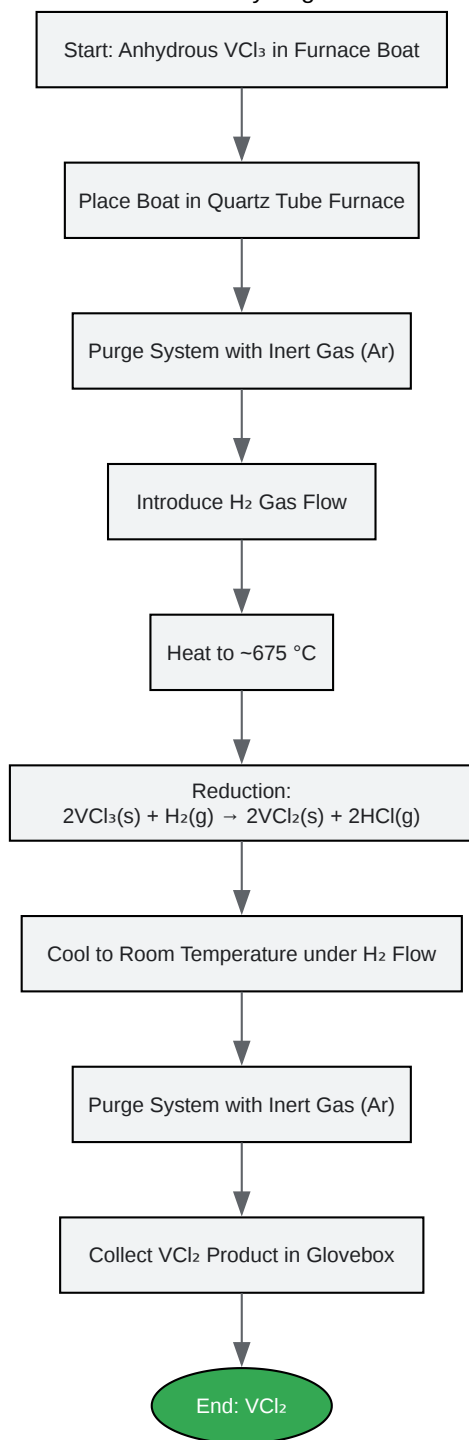 Start: Anhydrous VCl₃ in Furnace Boat
Place Boat in Quartz Tube Furnace
Purge System with Inert Gas (Ar)
Introduce H₂ Gas Flow
Heat to ~675 °C
Reduction:
2VCl₃(s) + H₂(g) → 2VCl₂(s) + 2HCl(g)
Cool to Room Temperature under H₂ Flow
Purge System with Inert Gas (Ar)
Collect VCl₂ Product in Glovebox
End: VCl₂